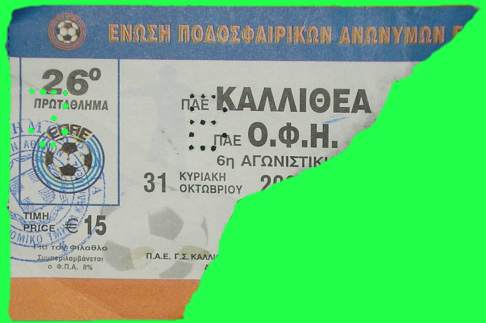 ΕΝΩΣΗ ΠΟΔΟΣΦΑΙΡΙΚΩΝ ΑΝΩΝΥΜΩΝ
26ο
ΠΡΩΤΑΘΛΗΜΑ
ΕΠΑΕ
ΠΑΕ ΚΑΛΛΙΘΕΑ
ΠΑΕ Ο.Φ.Η.
6η ΑΓΩΝΙΣΤΙΚΗ
31 ΚΥΡΙΑΚΗ
ΟΚΤΩΒΡΙΟΥ
ΤΙΜΗ
PRICE € 15
Συμπεριλαμβάνεται
ο Φ.Π.Α. 8%
Π.Α.Ε. Γ.Σ. ΚΑΛΛΙ